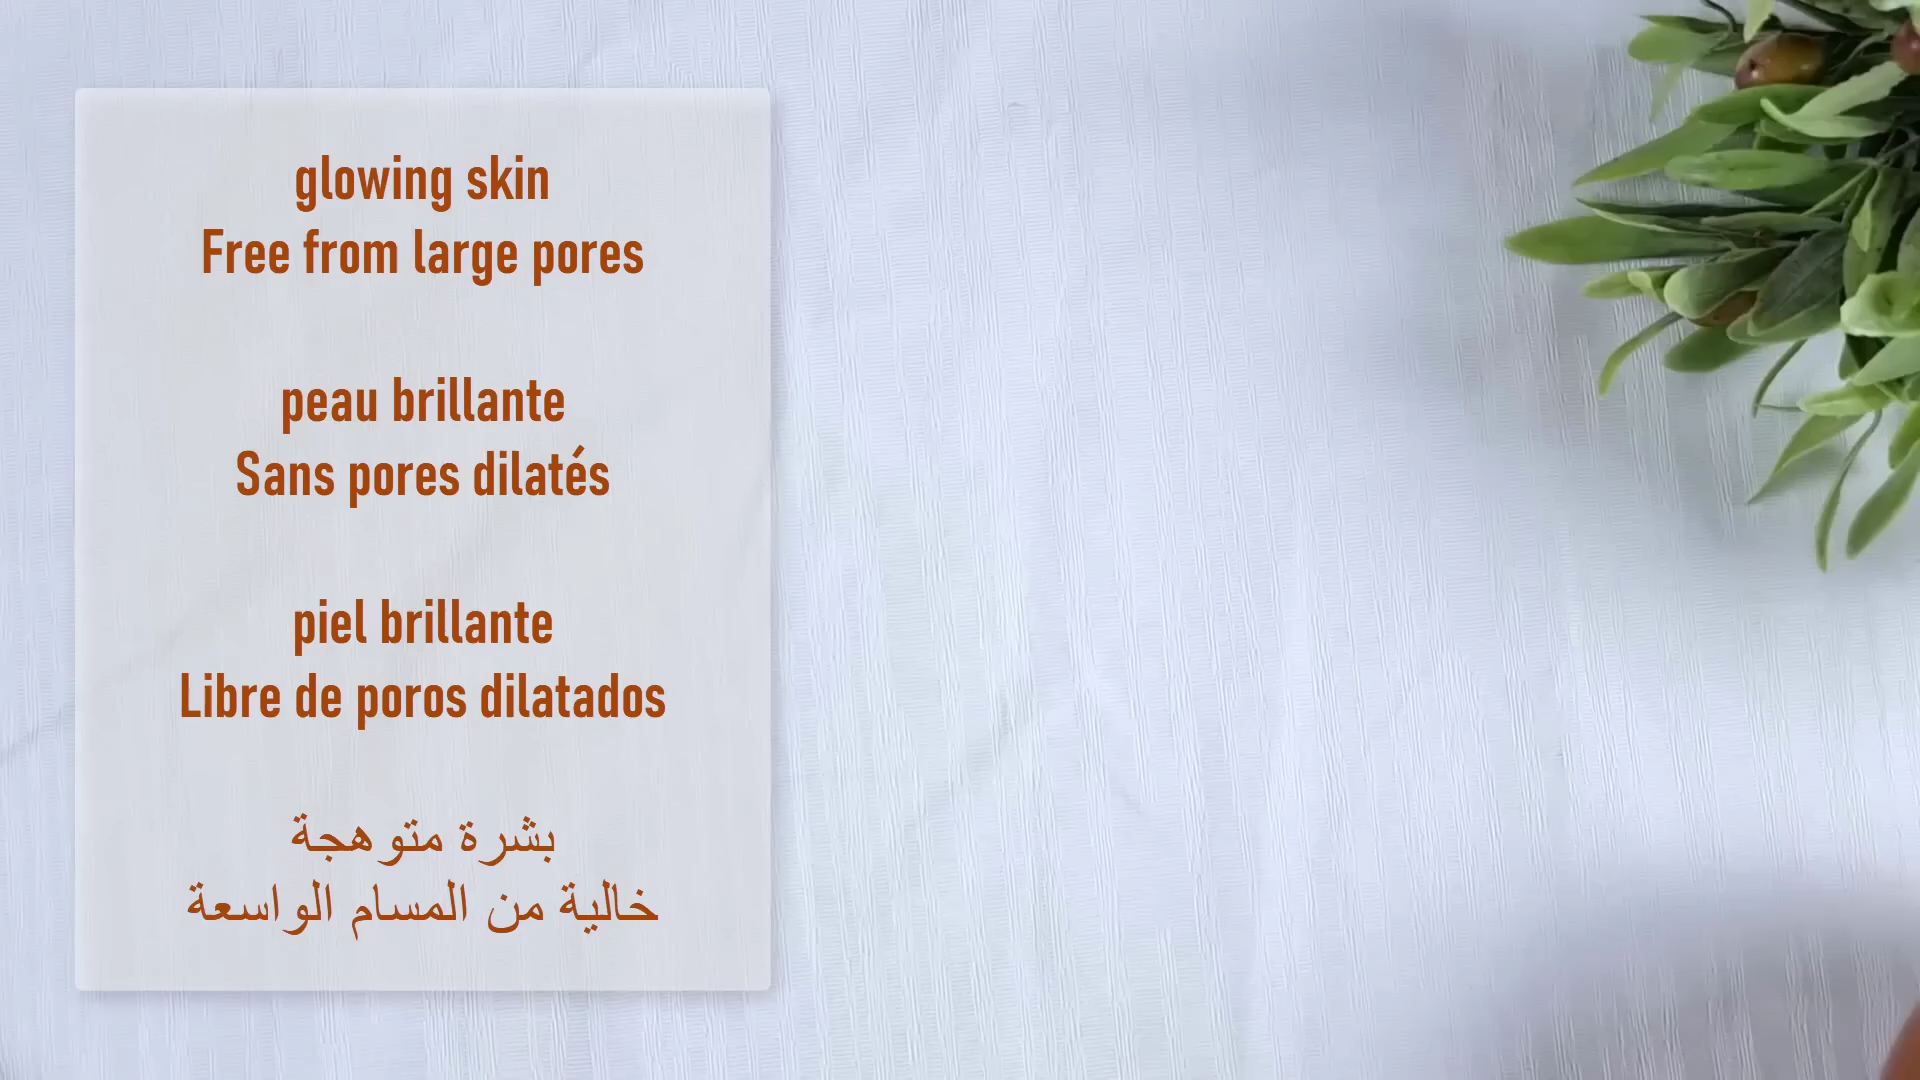 glowing skin
Free from large pores
peau brillante
Sans pores dilatés
piel brillante
Libre de poros dilatados
بشرة متوهجة
خالية من المسام الواسعة